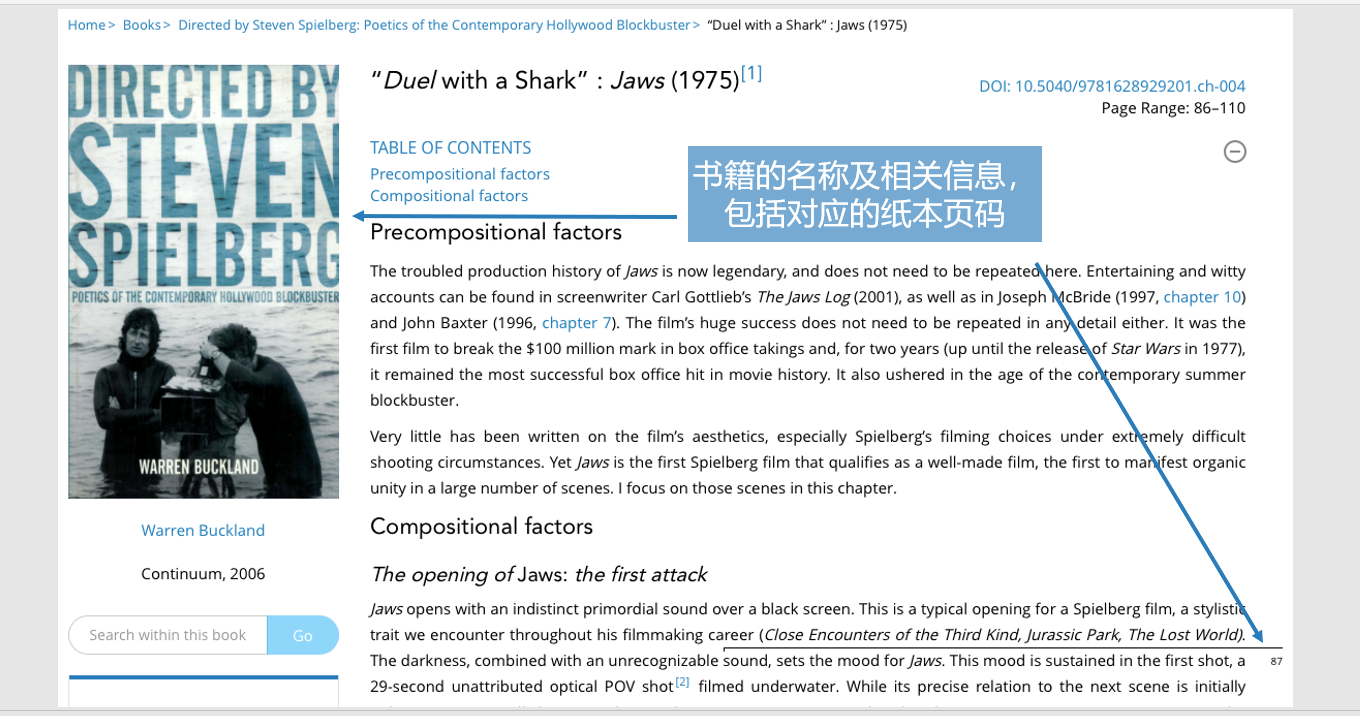 Home > Books > Directed by Steven Spielberg: Poetics of the Contemporary Hollywood Blockbuster > “Duel with a Shark” : Jaws (1975)
DIRECTED BY
STEVEN
SPIELBERG
POETICS OF THE CONTEMPORARY HOLLYWOOD BLOCKBUSTER
WARREN BUCKLAND
Warren Buckland
Continuum, 2006
Search within this book Go
“Duel with a Shark” : Jaws (1975)[1]
DOI: 10.5040/9781628929201.ch-004
Page Range: 86–110
TABLE OF CONTENTS
Precompositional factors
Compositional factors
书籍的名称及相关信息，
包括对应的纸本页码
Precompositional factors
The troubled production history of Jaws is now legendary, and does not need to be repeated here. Entertaining and witty
accounts can be found in screenwriter Carl Gottlieb’s The Jaws Log (2001), as well as in Joseph McBride (1997, chapter 10)
and John Baxter (1996, chapter 7). The film’s huge success does not need to be repeated in any detail either. It was the
first film to break the $100 million mark in box office takings and, for two years (up until the release of Star Wars in 1977),
it remained the most successful box office hit in movie history. It also ushered in the age of the contemporary summer
blockbuster.
Very little has been written on the film’s aesthetics, especially Spielberg’s filming choices under extremely difficult
shooting circumstances. Yet Jaws is the first Spielberg film that qualifies as a well-made film, the first to manifest organic
unity in a large number of scenes. I focus on those scenes in this chapter.
Compositional factors
The opening of Jaws: the first attack
Jaws opens with an indistinct primordial sound over a black screen. This is a typical opening for a Spielberg film, a stylistic
trait we encounter throughout his filmmaking career (Close Encounters of the Third Kind, Jurassic Park, The Lost World).
The darkness, combined with an unrecognizable sound, sets the mood for Jaws. This mood is sustained in the first shot, a
87
29-second unattributed optical POV shot[2] filmed underwater. While its precise relation to the next scene is initially